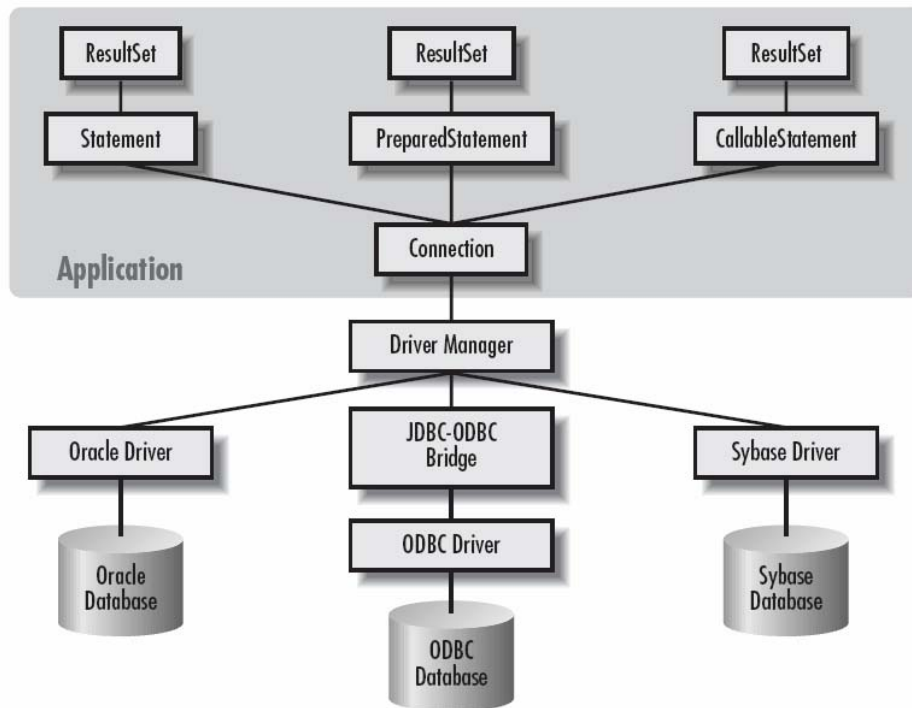 ResultSet
ResultSet
ResultSet
Statement
PreparedStatement
CallableStatement
Connection
Application
Driver Manager
Oracle Driver
JDBC-ODBC
Bridge
Sybase Driver
ODBC Driver
Oracle
Database
Sybase
Database
ODBC
Database